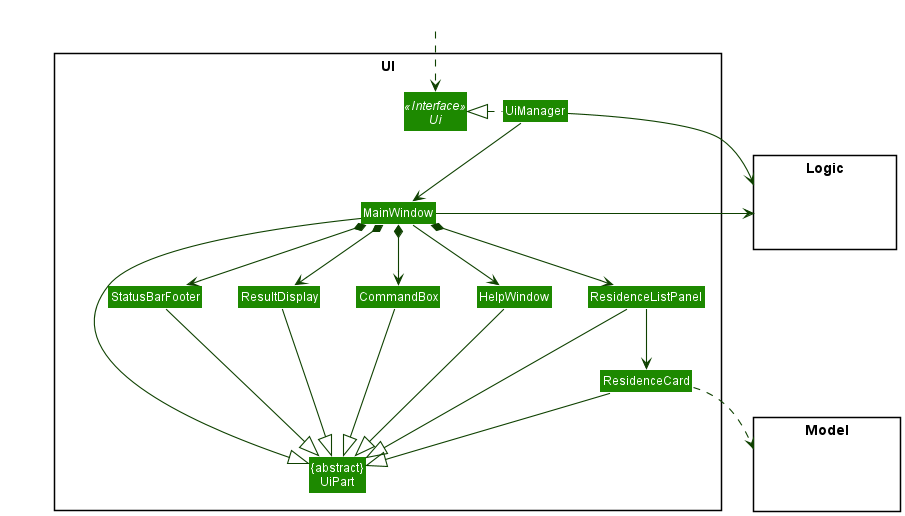 UI
«Interface»
Ui
UiManager
Logic
MainWindow
StatusBarFooter
ResultDisplay
CommandBox
HelpWindow
ResidenceListPanel
ResidenceCard
Model
{abstract}
UiPart